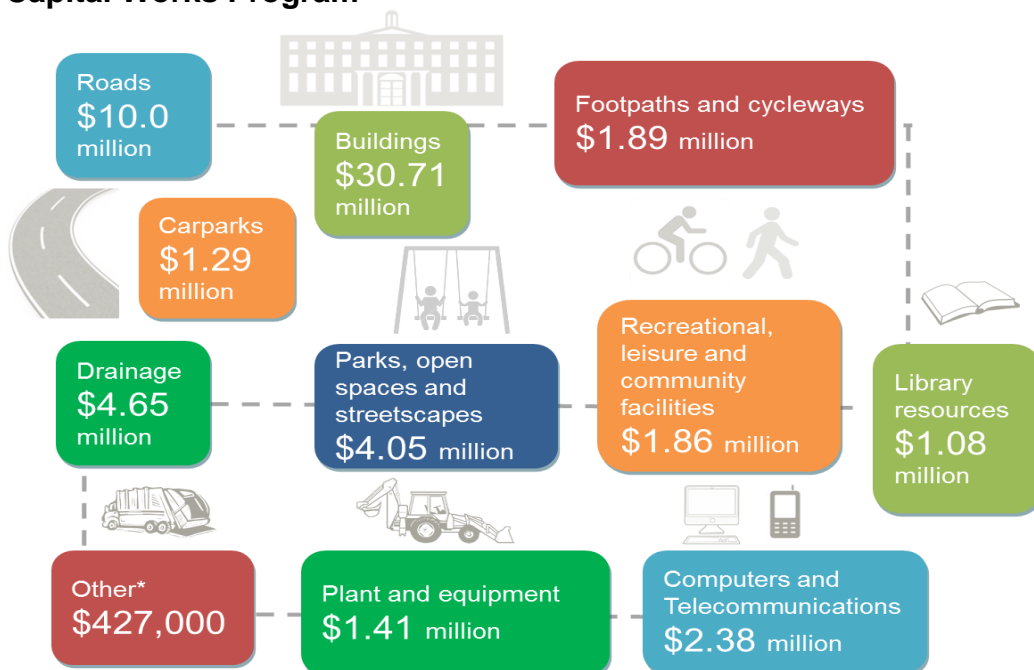 Capital Works Program
Roads
$10.0
million
Buildings
$30.71
million
Footpaths and cycleways
$1.89 million
Carparks
$1.29
million
Drainage
$4.65
million
Parks, open
spaces and
streetscapes
$4.05 million
Recreational,
leisure and
community
facilities
$1.86 million
Library
resources
$1.08
million
Other*
$427,000
Plant and equipment
$1.41 million
Computers and
Telecommunications
$2.38 million